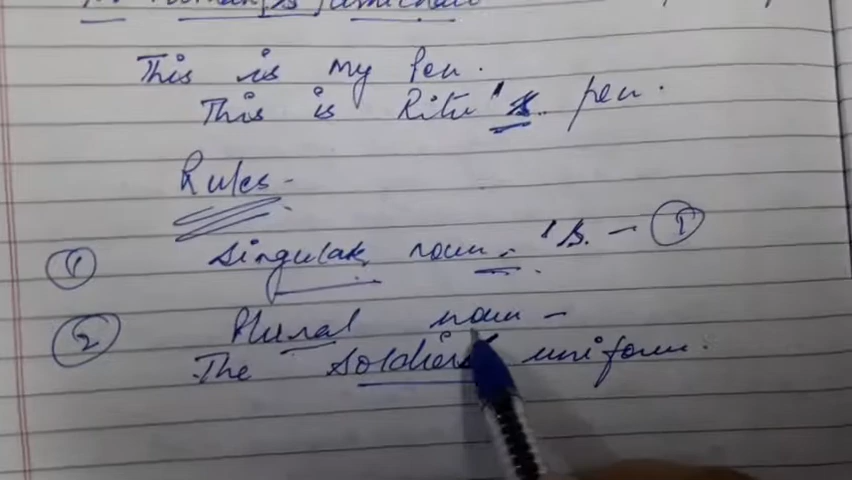 This is my Pen.
This is Ritu's pen.
Rules -
① Singular noun - 's. - ①
② Plural noun -
The Soldiers' uniform.